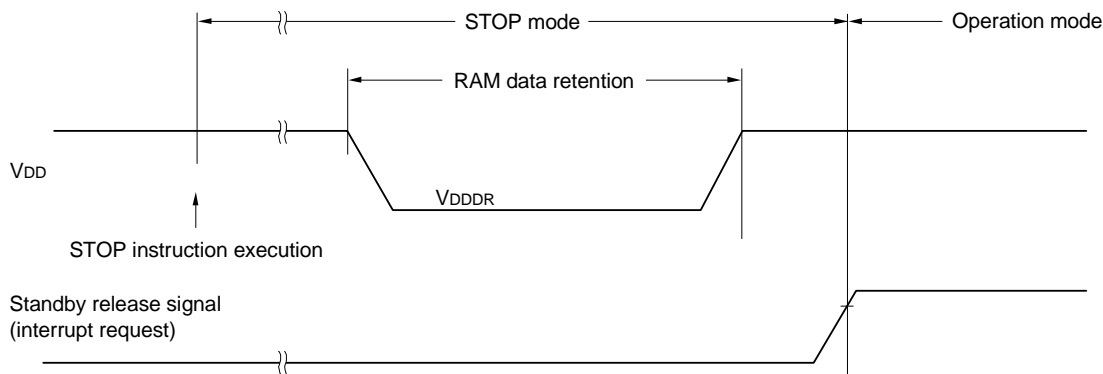 STOP mode
Operation mode
RAM data retention
VDD
VDDDR
STOP instruction execution
Standby release signal
(interrupt request)